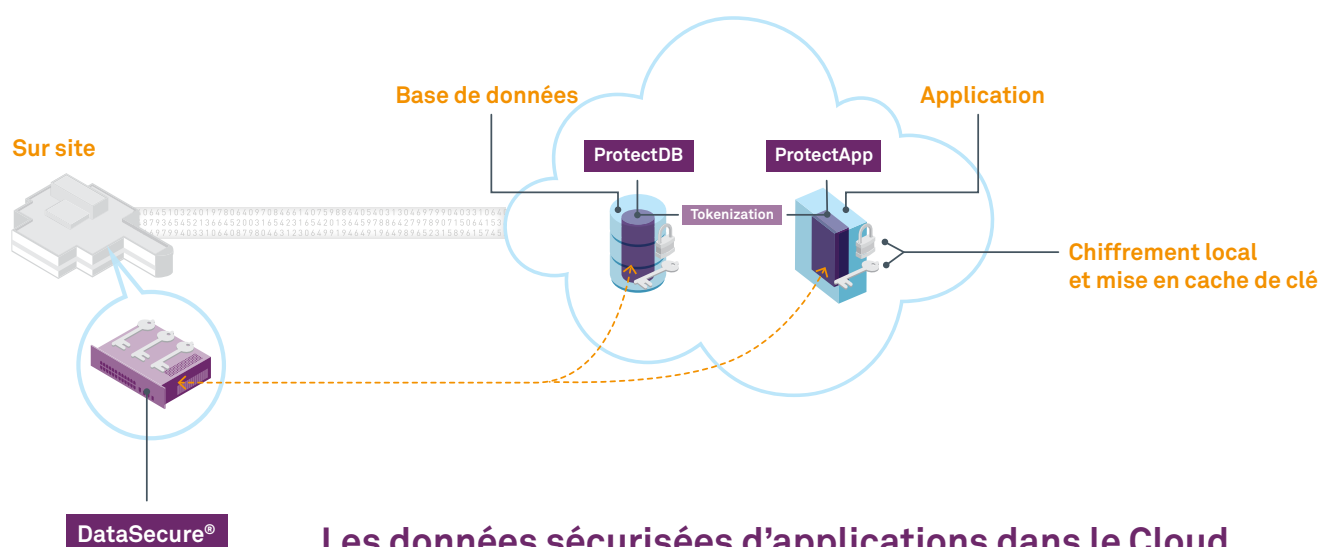 Base de données
Application
Sur site
ProtectDB
ProtectApp
Tokenization
Chiffrement local
et mise en cache de clé
DataSecure®
Les données sécurisées d'applications dans le Cloud